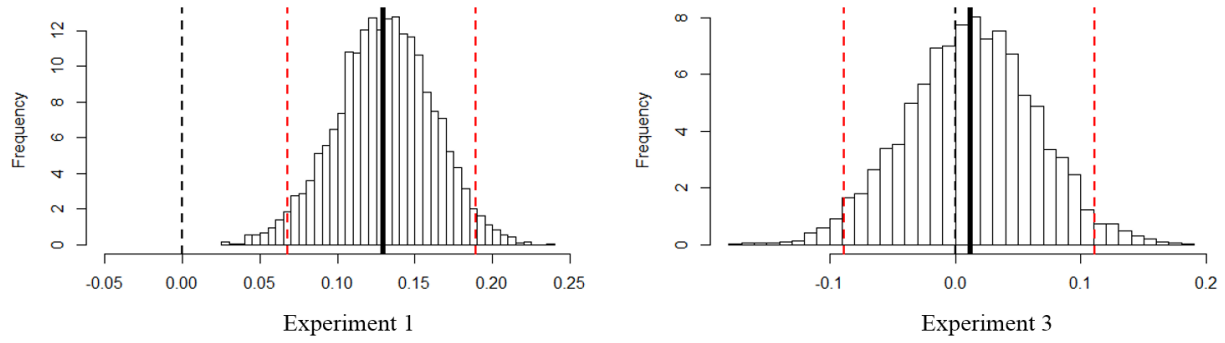 Frequency
0 2 4 6 8 10 12
-0.05 0.00 0.05 0.10 0.15 0.20 0.25
Experiment 1
Frequency
0 2 4 6 8
-0.1 0.0 0.1 0.2
Experiment 3